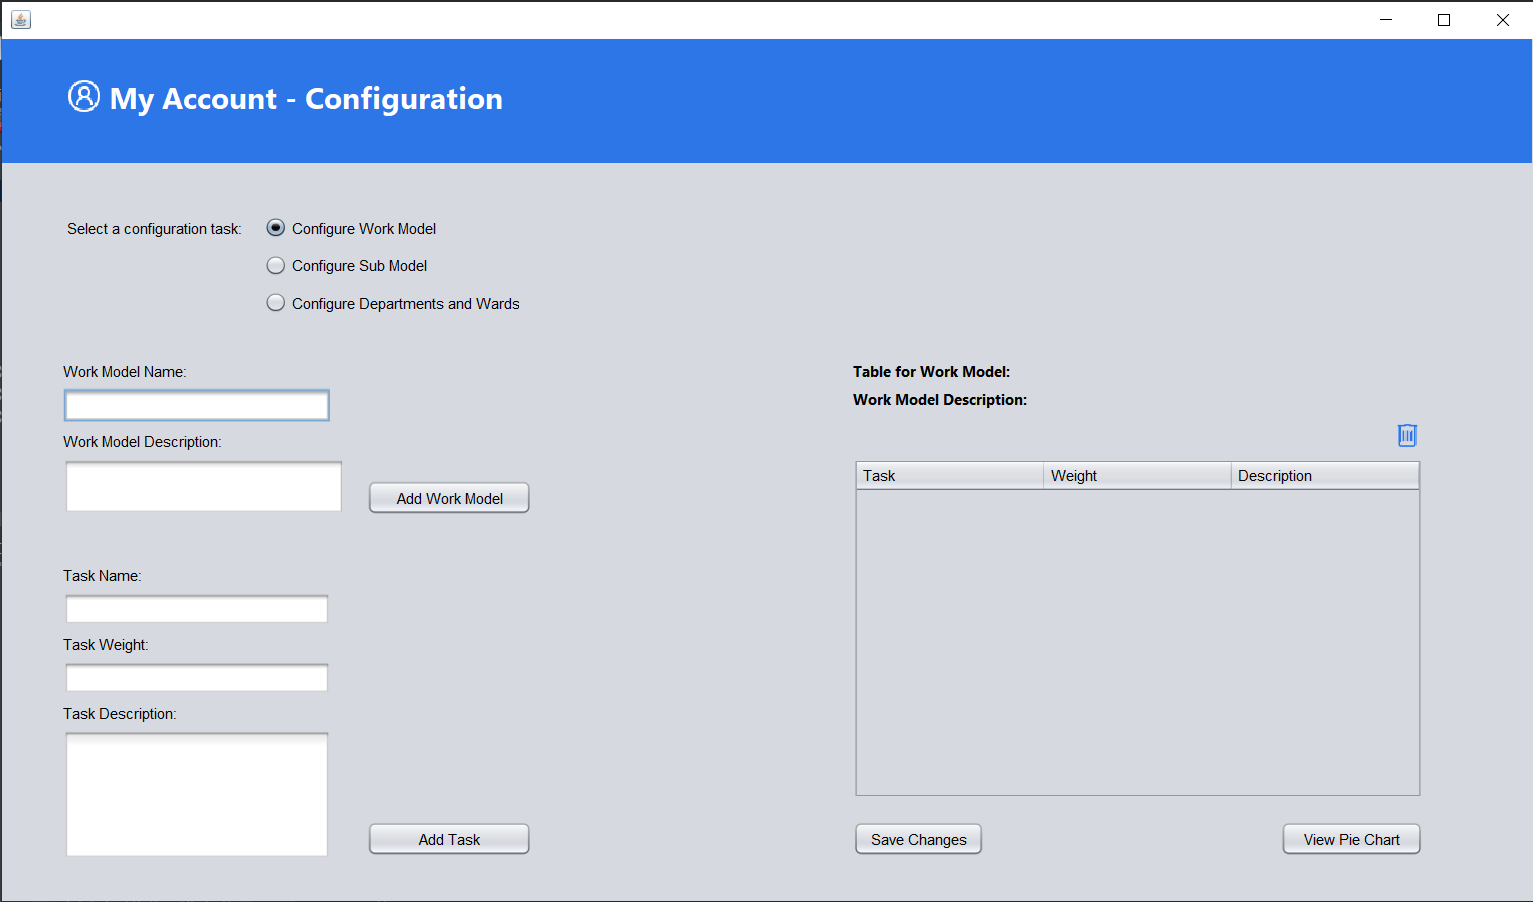 My Account - Configuration
Select a configuration task:
Configure Work Model
Configure Sub Model
Configure Departments and Wards
Work Model Name:
Work Model Description:
Add Work Model
Task Name:
Task Weight:
Task Description:
Add Task
Table for Work Model:
Work Model Description:
Task Weight Description
Save Changes
View Pie Chart